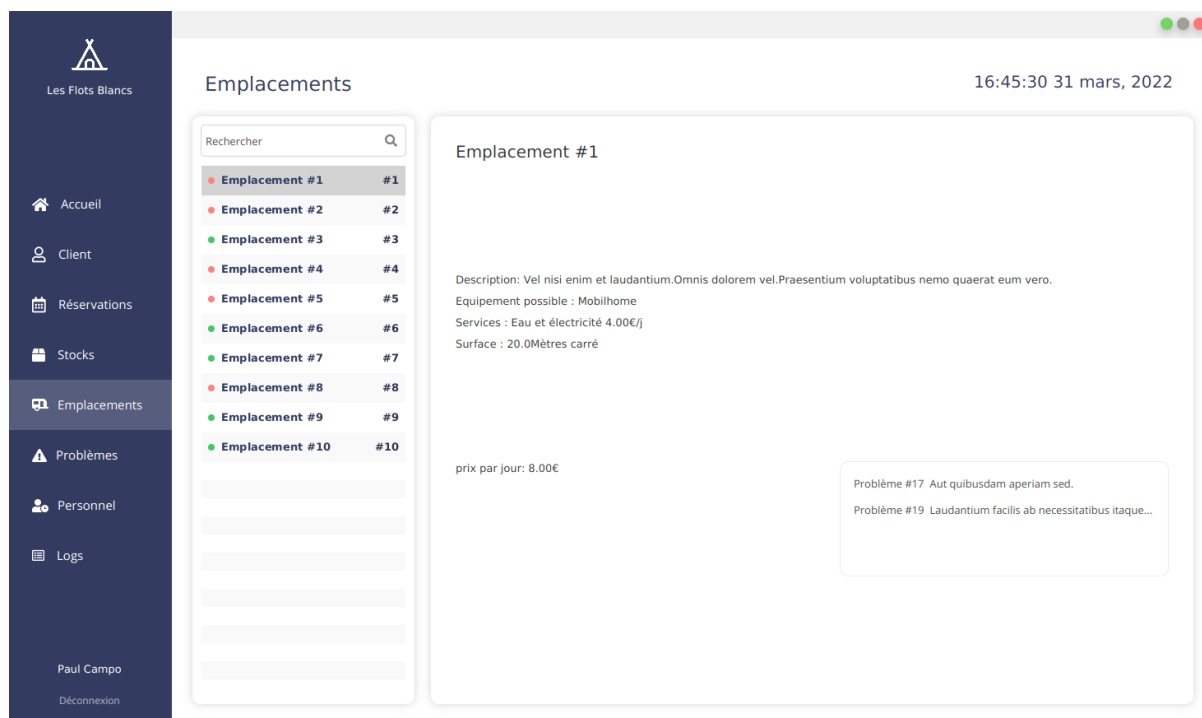 Les Flots Blancs
Accueil
Client
Réservations
Stocks
Emplacements
Problèmes
Personnel
Logs
Paul Campo
Déconnexion
Emplacements
16:45:30 31 mars, 2022
Rechercher
Emplacement #1 #1
Emplacement #2 #2
Emplacement #3 #3
Emplacement #4 #4
Emplacement #5 #5
Emplacement #6 #6
Emplacement #7 #7
Emplacement #8 #8
Emplacement #9 #9
Emplacement #10 #10
Emplacement #1
Description: Vel nisi enim et laudantium.Omnis dolorem vel.Praesentium voluptatibus nemo quaerat eum vero.
Equipement possible : Mobilhome
Services : Eau et électricité 4.00€/j
Surface : 20.0Mètres carré
prix par jour: 8.00€
Problème #17 Aut quibusdam aperiam sed.
Problème #19 Laudantium facilis ab necessitatibus itaque...